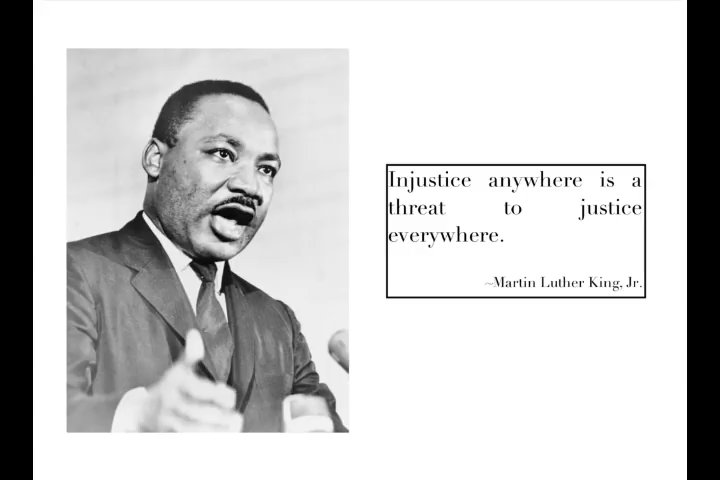 Injustice anywhere is a
threat to justice
everywhere.
~Martin Luther King, Jr.